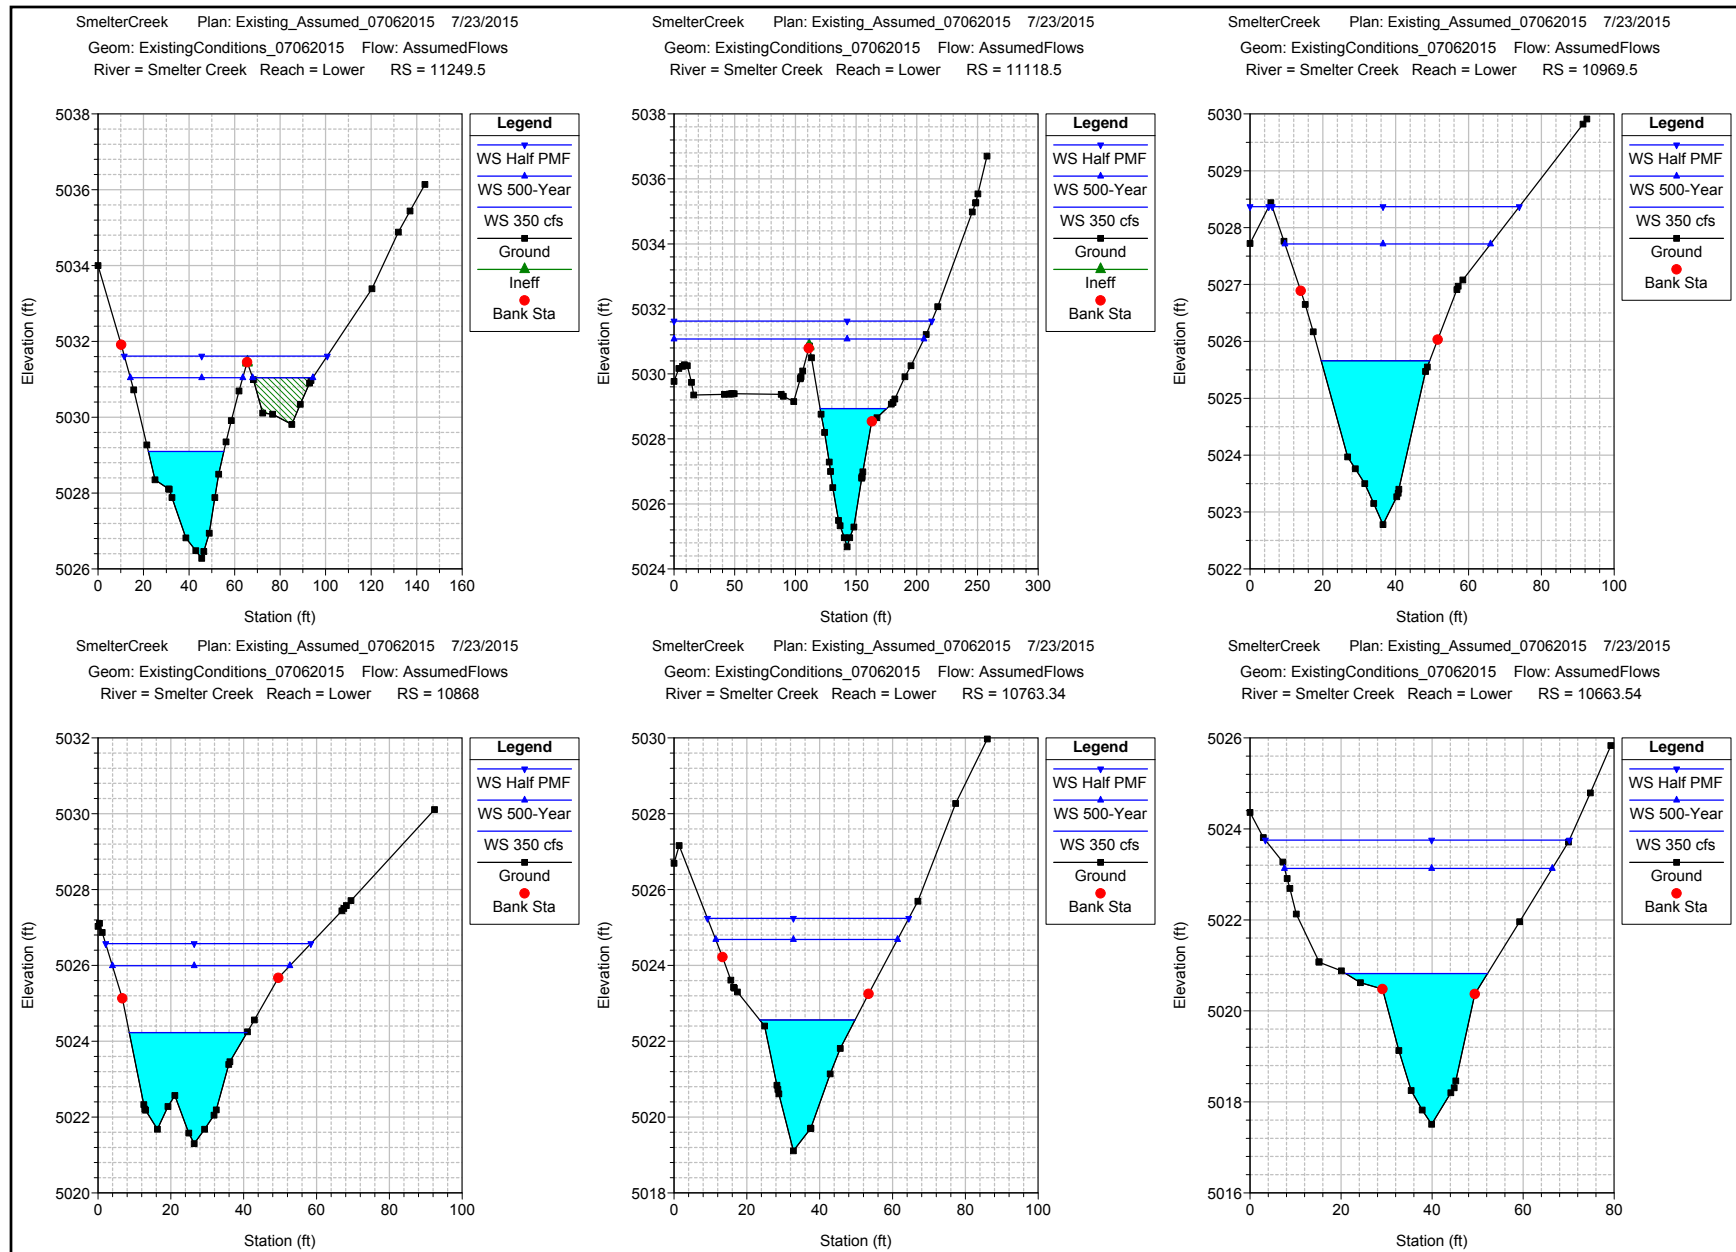 SmelterCreek Plan: Existing_Assumed_07062015 7/23/2015
Geom: ExistingConditions_07062015 Flow: AssumedFlows
River = Smelter Creek Reach = Lower RS = 11249.5
5038
5036
5034
5032
5030
5028
5026
Elevation (ft)
0 20 40 60 80 100 120 140 160
Station (ft)
Legend
WS Half PMF
WS 500-Year
WS 350 cfs
Ground
Ineff
Bank Sta
SmelterCreek Plan: Existing_Assumed_07062015 7/23/2015
Geom: ExistingConditions_07062015 Flow: AssumedFlows
River = Smelter Creek Reach = Lower RS = 11118.5
5038
5036
5034
5032
5030
5028
5026
5024
Elevation (ft)
0 50 100 150 200 250 300
Station (ft)
Legend
WS Half PMF
WS 500-Year
WS 350 cfs
Ground
Ineff
Bank Sta
SmelterCreek Plan: Existing_Assumed_07062015 7/23/2015
Geom: ExistingConditions_07062015 Flow: AssumedFlows
River = Smelter Creek Reach = Lower RS = 10969.5
5030
5029
5028
5027
5026
5025
5024
5023
5022
Elevation (ft)
0 20 40 60 80 100
Station (ft)
Legend
WS Half PMF
WS 500-Year
WS 350 cfs
Ground
Bank Sta
SmelterCreek Plan: Existing_Assumed_07062015 7/23/2015
Geom: ExistingConditions_07062015 Flow: AssumedFlows
River = Smelter Creek Reach = Lower RS = 10868
5032
5030
5028
5026
5024
5022
5020
Elevation (ft)
0 20 40 60 80 100
Station (ft)
Legend
WS Half PMF
WS 500-Year
WS 350 cfs
Ground
Bank Sta
SmelterCreek Plan: Existing_Assumed_07062015 7/23/2015
Geom: ExistingConditions_07062015 Flow: AssumedFlows
River = Smelter Creek Reach = Lower RS = 10763.34
5030
5028
5026
5024
5022
5020
5018
Elevation (ft)
0 20 40 60 80 100
Station (ft)
Legend
WS Half PMF
WS 500-Year
WS 350 cfs
Ground
Bank Sta
SmelterCreek Plan: Existing_Assumed_07062015 7/23/2015
Geom: ExistingConditions_07062015 Flow: AssumedFlows
River = Smelter Creek Reach = Lower RS = 10663.54
5026
5024
5022
5020
5018
5016
Elevation (ft)
0 20 40 60 80
Station (ft)
Legend
WS Half PMF
WS 500-Year
WS 350 cfs
Ground
Bank Sta